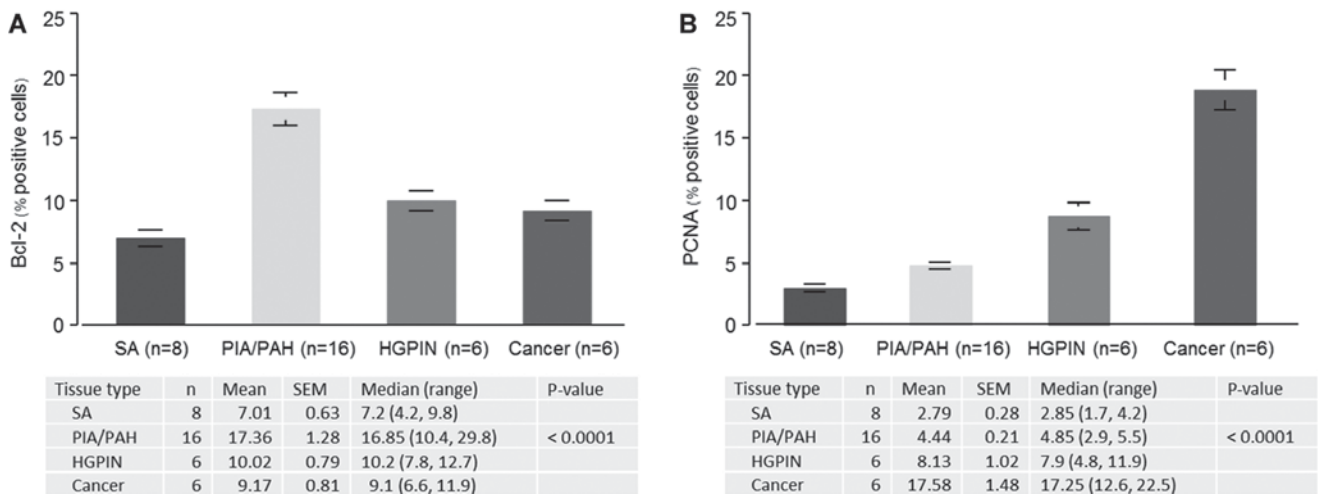 A
Bcl-2 (% positive cells)
25
20
15
10
5
0
SA (n=8) PIA/PAH (n=16) HGPIN (n=6) Cancer (n=6)
Tissue type n Mean SEM Median (range) P-value
SA 8 7.01 0.63 7.2 (4.2, 9.8)
PIA/PAH 16 17.36 1.28 16.85 (10.4, 29.8) < 0.0001
HGPIN 6 10.02 0.79 10.2 (7.8, 12.7)
Cancer 6 9.17 0.81 9.1 (6.6, 11.9)
B
PCNA (% positive cells)
25
20
15
10
5
0
SA (n=8) PIA/PAH (n=16) HGPIN (n=6) Cancer (n=6)
Tissue type n Mean SEM Median (range) P-value
SA 8 2.79 0.28 2.85 (1.7, 4.2)
PIA/PAH 16 4.44 0.21 4.85 (2.9, 5.5) < 0.0001
HGPIN 6 8.13 1.02 7.9 (4.8, 11.9)
Cancer 6 17.58 1.48 17.25 (12.6, 22.5)